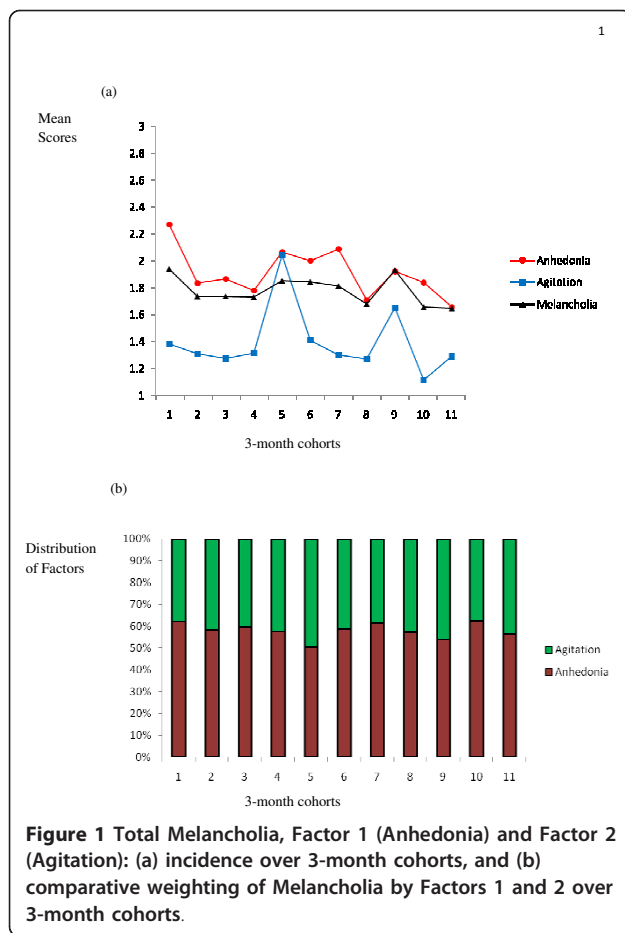 1
(a)
Mean
Scores
3
2.8
2.6
2.4
2.2
2
1.8
1.6
1.4
1.2
1
1 2 3 4 5 6 7 8 9 10 11
3-month cohorts
Anhedonia
Agitation
Melancholia
(b)
Distribution
of Factors
100%
90%
80%
70%
60%
50%
40%
30%
20%
10%
0%
1 2 3 4 5 6 7 8 9 10 11
3-month cohorts
Agitation
Anhedonia
Figure 1 Total Melancholia, Factor 1 (Anhedonia) and Factor 2
(Agitation): (a) incidence over 3-month cohorts, and (b)
comparative weighting of Melancholia by Factors 1 and 2 over
3-month cohorts.